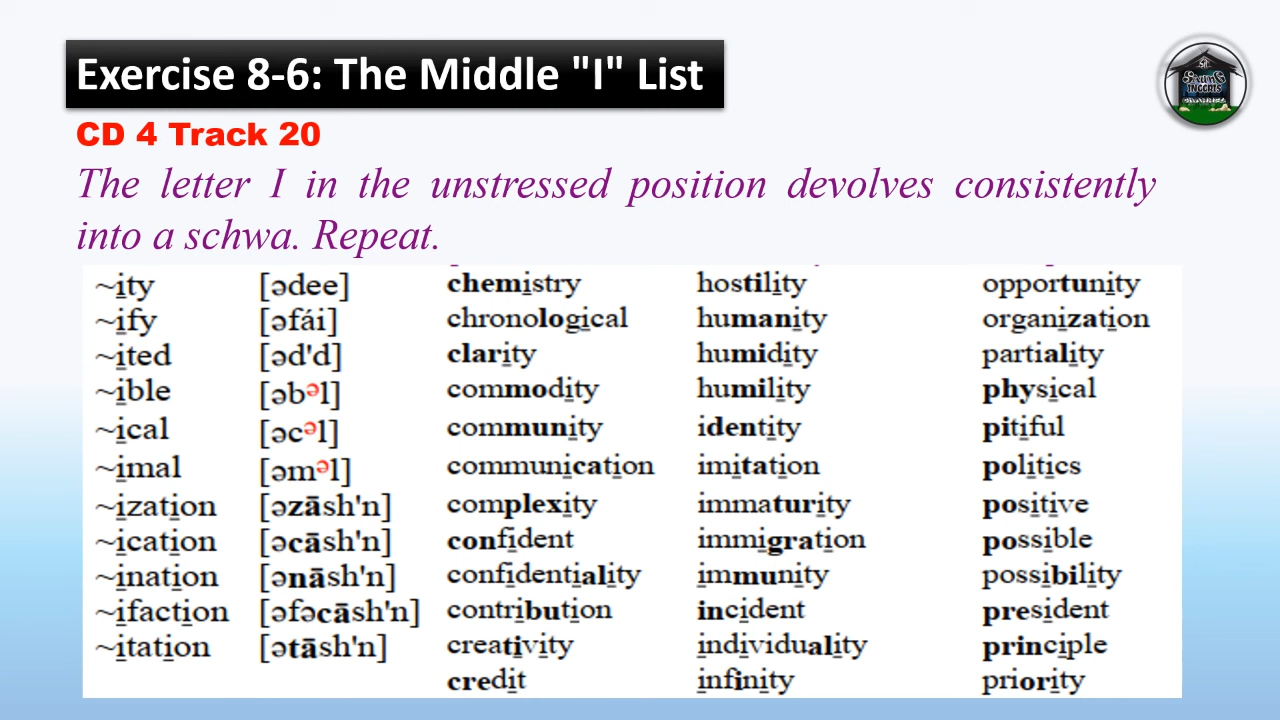 Exercise 8-6: The Middle "I" List
INGGRIS
CD 4 Track 20
The letter I in the unstressed position devolves consistently
into a schwa. Repeat.
~ity [ədee] chemistry hostility opportunity
~ify [əfái] chronological humanity organization
~ited [əd'd] clarity humidity partiality
~ible [əbᵊl] commodity humility physical
~ical [əcᵊl] community identity pitiful
~imal [əmᵊl] communication imitation politics
~ization [əzāsh'n] complexity immaturity positive
~ication [əcāsh'n] confident immigration possible
~ination [ənāsh'n] confidentiality immunity possibility
~ifaction [əfəcāsh'n] contribution incident president
~itation [ətāsh'n] creativity individuality principle
credit infinity priority